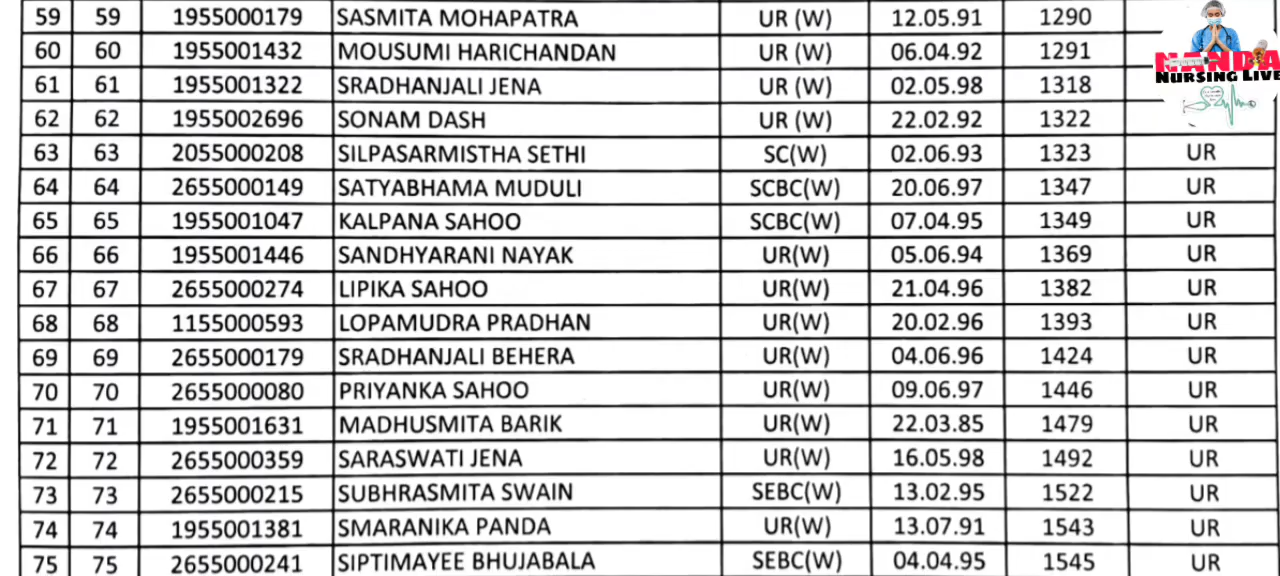 59 59 1955000179 SASMITA MOHAPATRA UR (W) 12.05.91 1290
60 60 1955001432 MOUSUMI HARICHANDAN UR (W) 06.04.92 1291
61 61 1955001322 SRADHANJALI JENA UR (W) 02.05.98 1318
62 62 1955002696 SONAM DASH UR (W) 22.02.92 1322
NANDA
NURSING LIVE
63 63 2055000208 SILPASARMISTHA SETHI SC(W) 02.06.93 1323 UR
64 64 2655000149 SATYABHAMA MUDULI SCBC(W) 20.06.97 1347 UR
65 65 1955001047 KALPANA SAHOO SCBC(W) 07.04.95 1349 UR
66 66 1955001446 SANDHYARANI NAYAK UR(W) 05.06.94 1369 UR
67 67 2655000274 LIPIKA SAHOO UR(W) 21.04.96 1382 UR
68 68 1155000593 LOPAMUDRA PRADHAN UR(W) 20.02.96 1393 UR
69 69 2655000179 SRADHANJALI BEHERA UR(W) 04.06.96 1424 UR
70 70 2655000080 PRIYANKA SAHOO UR(W) 09.06.97 1446 UR
71 71 1955001631 MADHUSMITA BARIK UR(W) 22.03.85 1479 UR
72 72 2655000359 SARASWATI JENA UR(W) 16.05.98 1492 UR
73 73 2655000215 SUBHRASMITA SWAIN SEBC(W) 13.02.95 1522 UR
74 74 1955001381 SMARANIKA PANDA UR(W) 13.07.91 1543 UR
75 75 2655000241 SIPTIMAYEE BHUJABALA SEBC(W) 04.04.95 1545 UR